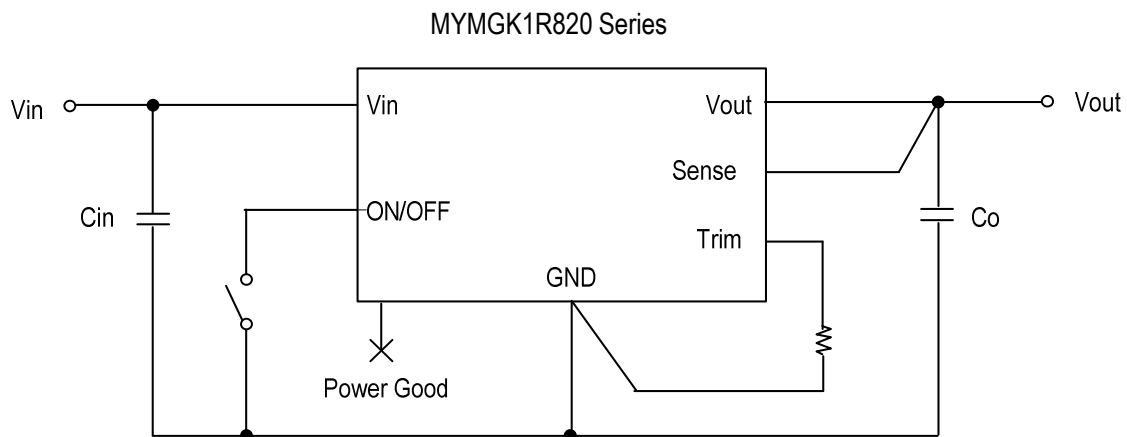 MYMGK1R820 Series
Vin
Vin
Vout
Vout
Sense
Cin
ON/OFF
Co
Trim
GND
Power Good